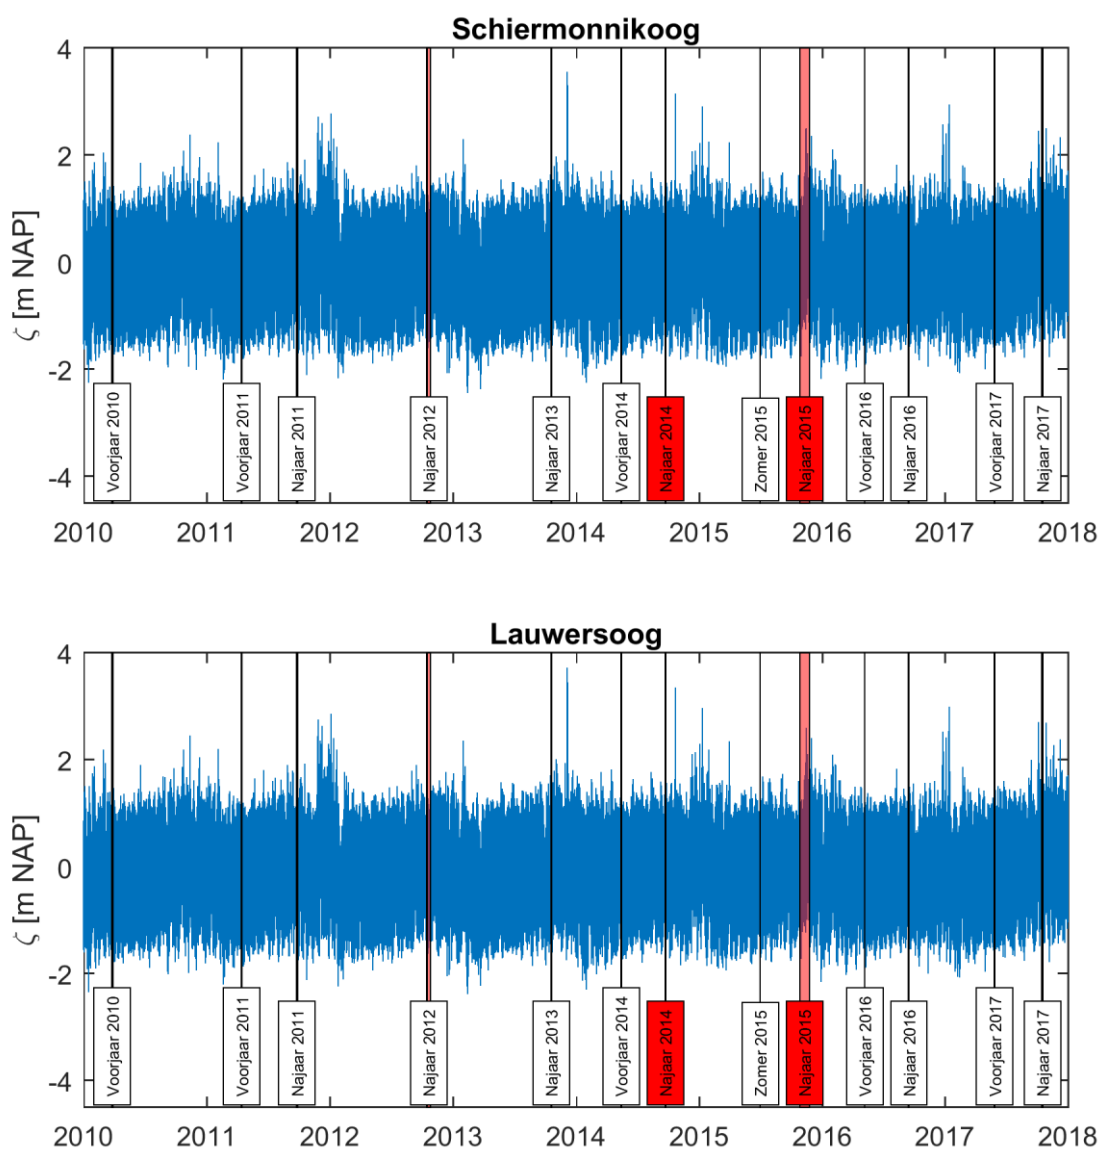 Schiermonnikoog
4
2
0
-2
-4
ζ [m NAP]
Voorjaar 2010
Voorjaar 2011
Najaar 2011
Najaar 2012
Najaar 2013
Voorjaar 2014
Najaar 2014
Zomer 2015
Najaar 2015
Voorjaar 2016
Najaar 2016
Voorjaar 2017
Najaar 2017
2010 2011 2012 2013 2014 2015 2016 2017 2018
Lauwersoog
4
2
0
-2
-4
ζ [m NAP]
Voorjaar 2010
Voorjaar 2011
Najaar 2011
Najaar 2012
Najaar 2013
Voorjaar 2014
Najaar 2014
Zomer 2015
Najaar 2015
Voorjaar 2016
Najaar 2016
Voorjaar 2017
Najaar 2017
2010 2011 2012 2013 2014 2015 2016 2017 2018